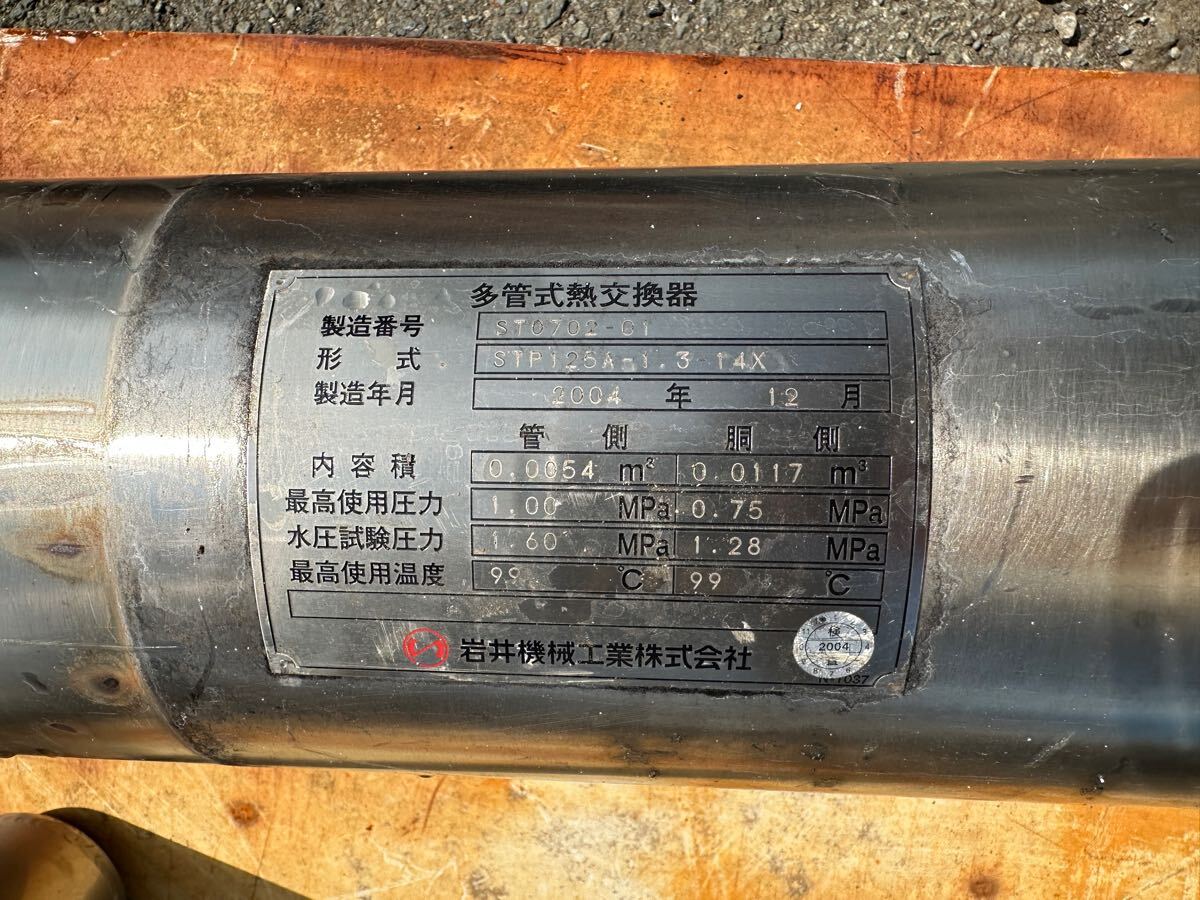 多管式熱交換器
製造番号 ST0702-01
形式 STP125A-1.3-14X
製造年月 2004 年 12 月
管側 胴側
内容積 0.0054 m² 0.0117 m³
最高使用圧力 1.00 MPa 0.75 MPa
水圧試験圧力 1.60 MPa 1.28 MPa
最高使用温度 99 ℃ 99 ℃
岩井機械工業株式会社
検
2004